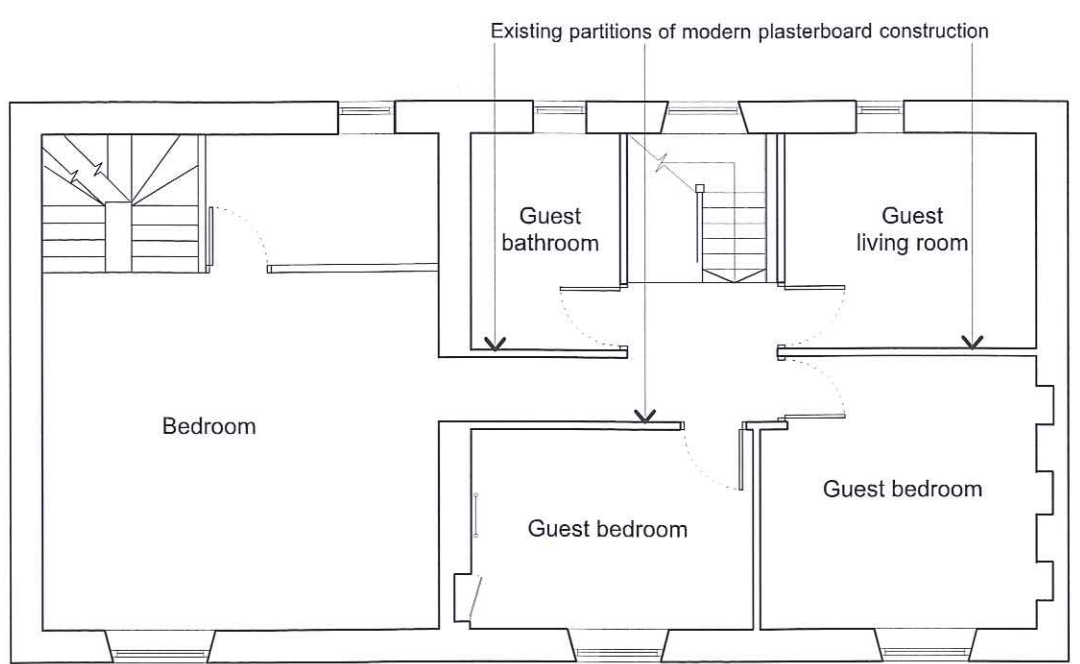 Existing partitions of modern plasterboard construction
Guest
bathroom
Guest
living room
Bedroom
Guest bedroom
Guest bedroom